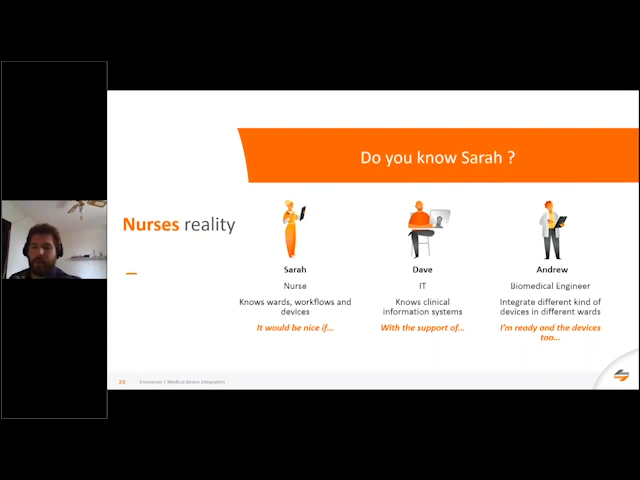 Do you know Sarah ?
Nurses reality
Sarah
Nurse
Knows wards, workflows and
devices
It would be nice if...
Dave
IT
Knows clinical
information systems
With the support of...
Andrew
Biomedical Engineer
Integrate different kind of
devices in different wards
I'm ready and the devices
too...
24
| Medical device integration